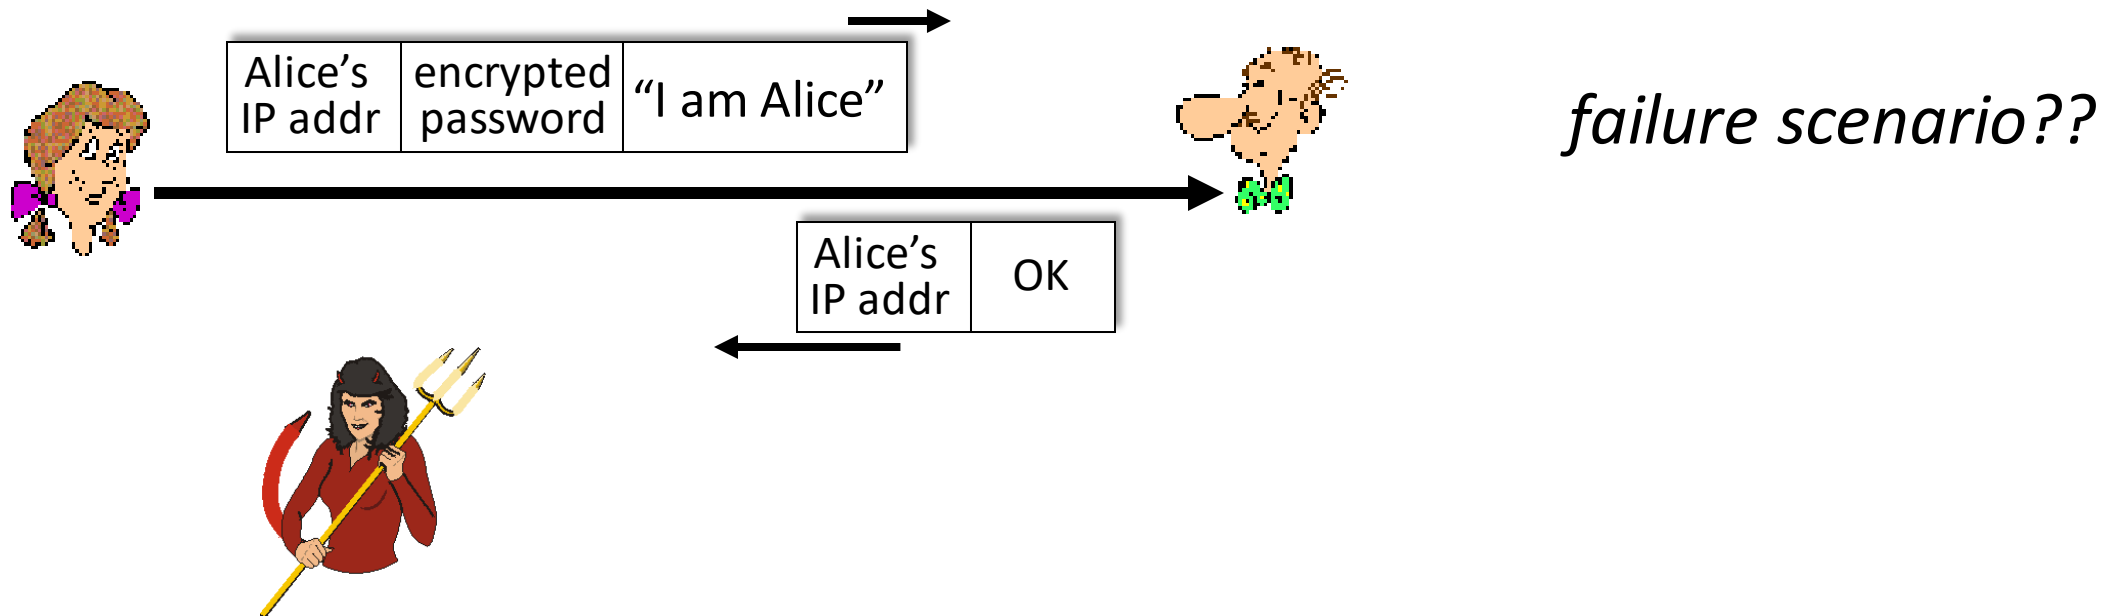 Alice’s
IP addr
encrypted
password
“I am Alice”
failure scenario??
Alice’s
IP addr
OK